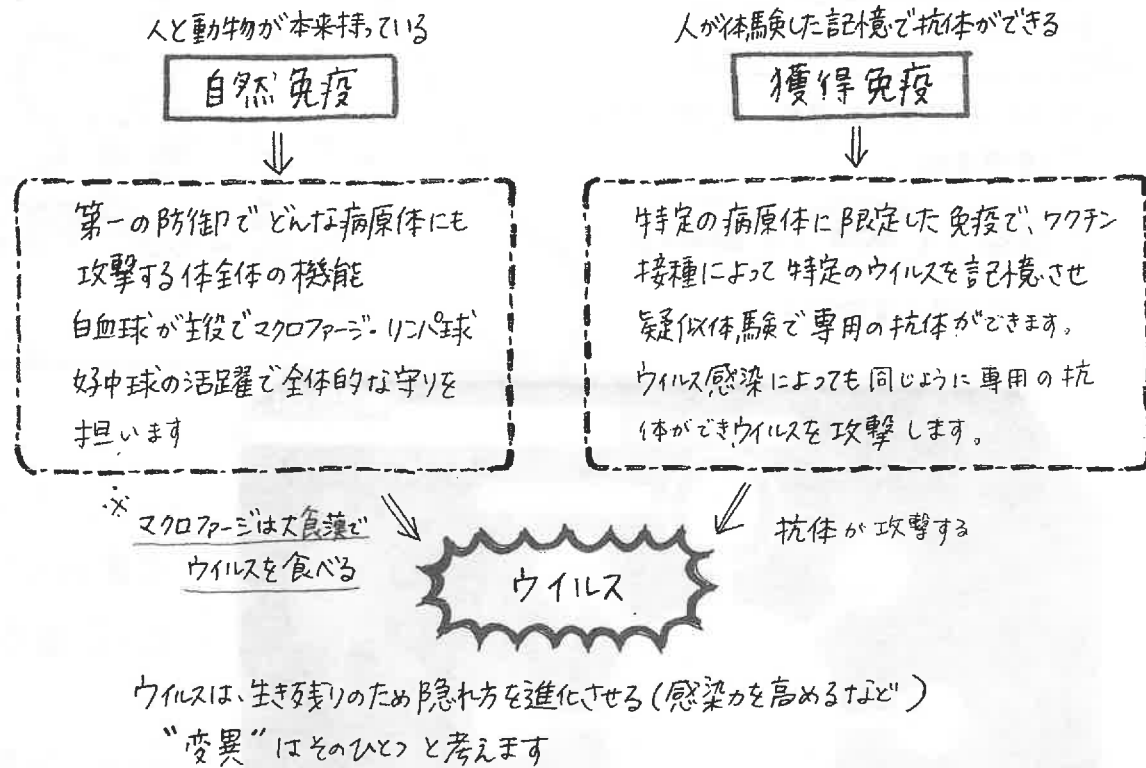 人と動物が本来持っている
自然免疫
第一の防御でどんな病原体にも
攻撃する体全体の機能
白血球が主役でマクロファージ・リンパ球
好中球の活躍で全体的な守りを
担います
※
マクロファージは大食漢で
ウイルスを食べる
人が体験した記憶で抗体ができる
獲得免疫
特定の病原体に限定した免疫で、ワクチン
接種によって特定のウイルスを記憶させ
疑似体験で専用の抗体ができます。
ウイルス感染によっても同じように専用の抗
体ができ、ウイルスを攻撃します。
抗体が攻撃する
ウイルス
ウイルスは、生き残りのため隠れ方を進化させる(感染力を高めるなど)
"変異"はそのひとつと考えます